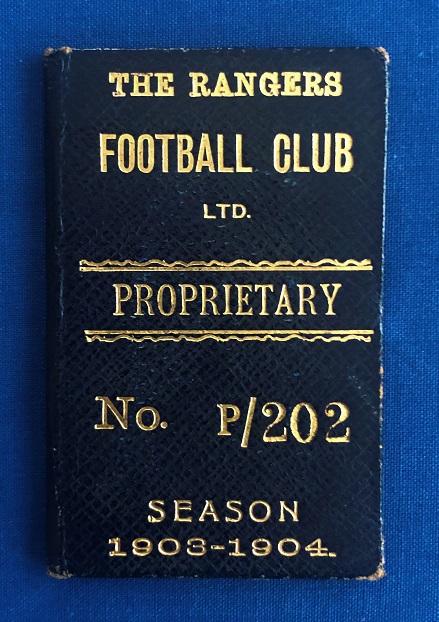 THE RANGERS
FOOTBALL CLUB
LTD.
PROPRIETARY
No. P/202
SEASON
1903-1904.